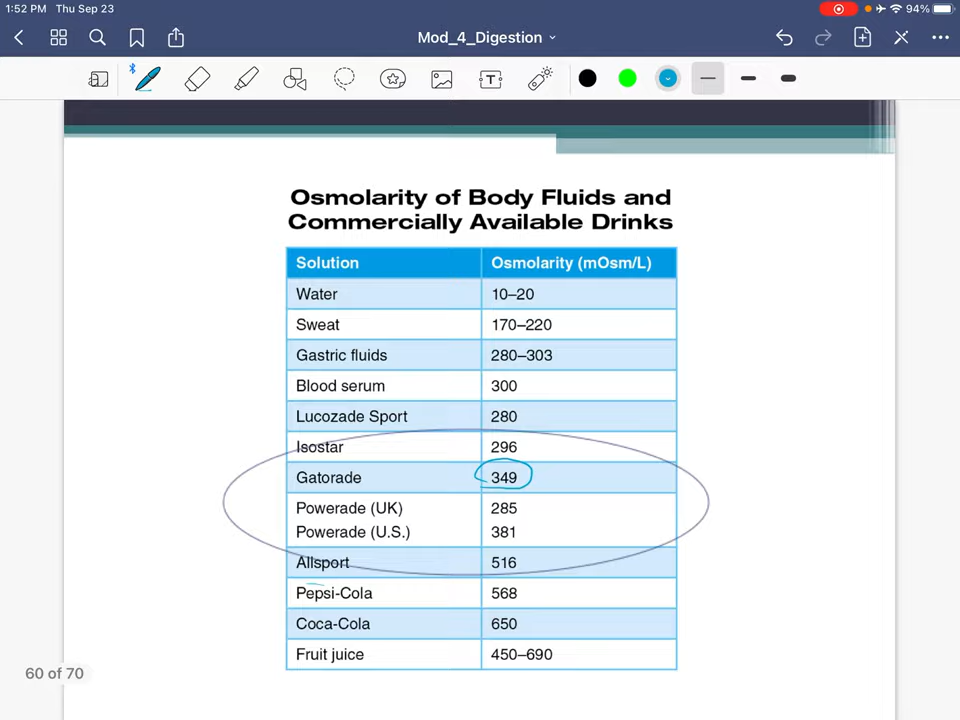 1:52 PM Thu Sep 23
94%
Mod_4_Digestion
T
Osmolarity of Body Fluids and
Commercially Available Drinks
Solution Osmolarity (mOsm/L)
Water 10–20
Sweat 170–220
Gastric fluids 280–303
Blood serum 300
Lucozade Sport 280
Isostar 296
Gatorade 349
Powerade (UK) 285
Powerade (U.S.) 381
Allsport 516
Pepsi-Cola 568
Coca-Cola 650
Fruit juice 450–690
60 of 70